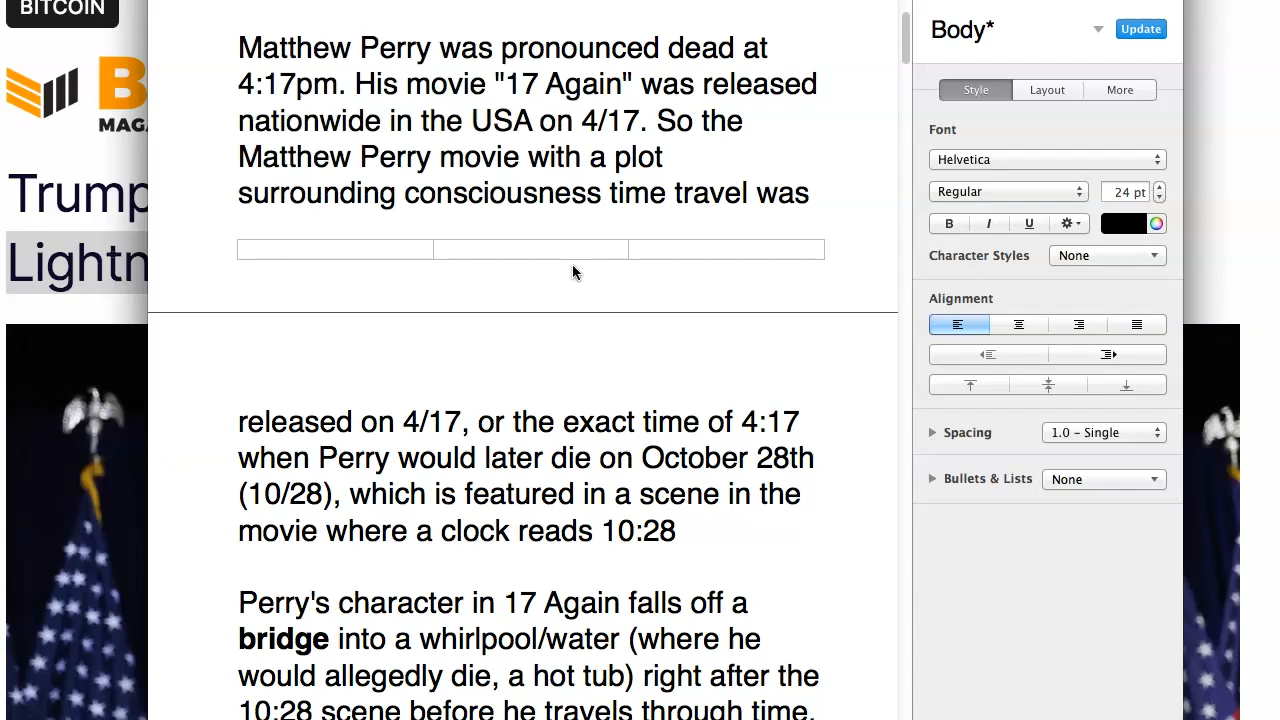 BITCOIN
B
MAGA
Trump
Lightn
Matthew Perry was pronounced dead at
4:17pm. His movie "17 Again" was released
nationwide in the USA on 4/17. So the
Matthew Perry movie with a plot
surrounding consciousness time travel was
released on 4/17, or the exact time of 4:17
when Perry would later die on October 28th
(10/28), which is featured in a scene in the
movie where a clock reads 10:28
Perry's character in 17 Again falls off a
bridge into a whirlpool/water (where he
would allegedly die, a hot tub) right after the
10:28 scene before he travels through time.
Body*
Update
Style Layout More
Font
Helvetica
Regular 24 pt
B I U
Character Styles None
Alignment
Spacing 1.0 – Single
Bullets & Lists None